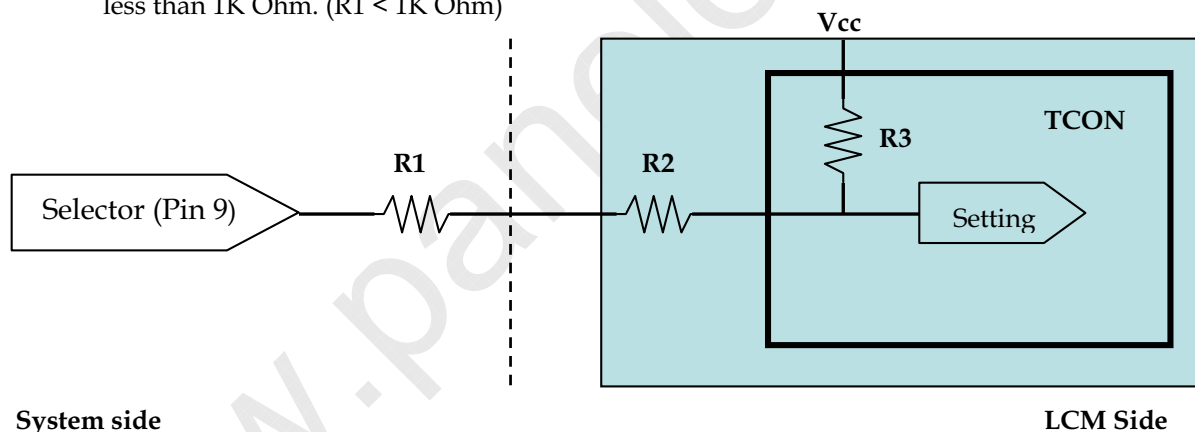 less than 1K Ohm. (R1 < 1K Ohm)
Vcc
TCON
R3
R1
R2
Selector (Pin 9)
Setting
System side
LCM Side